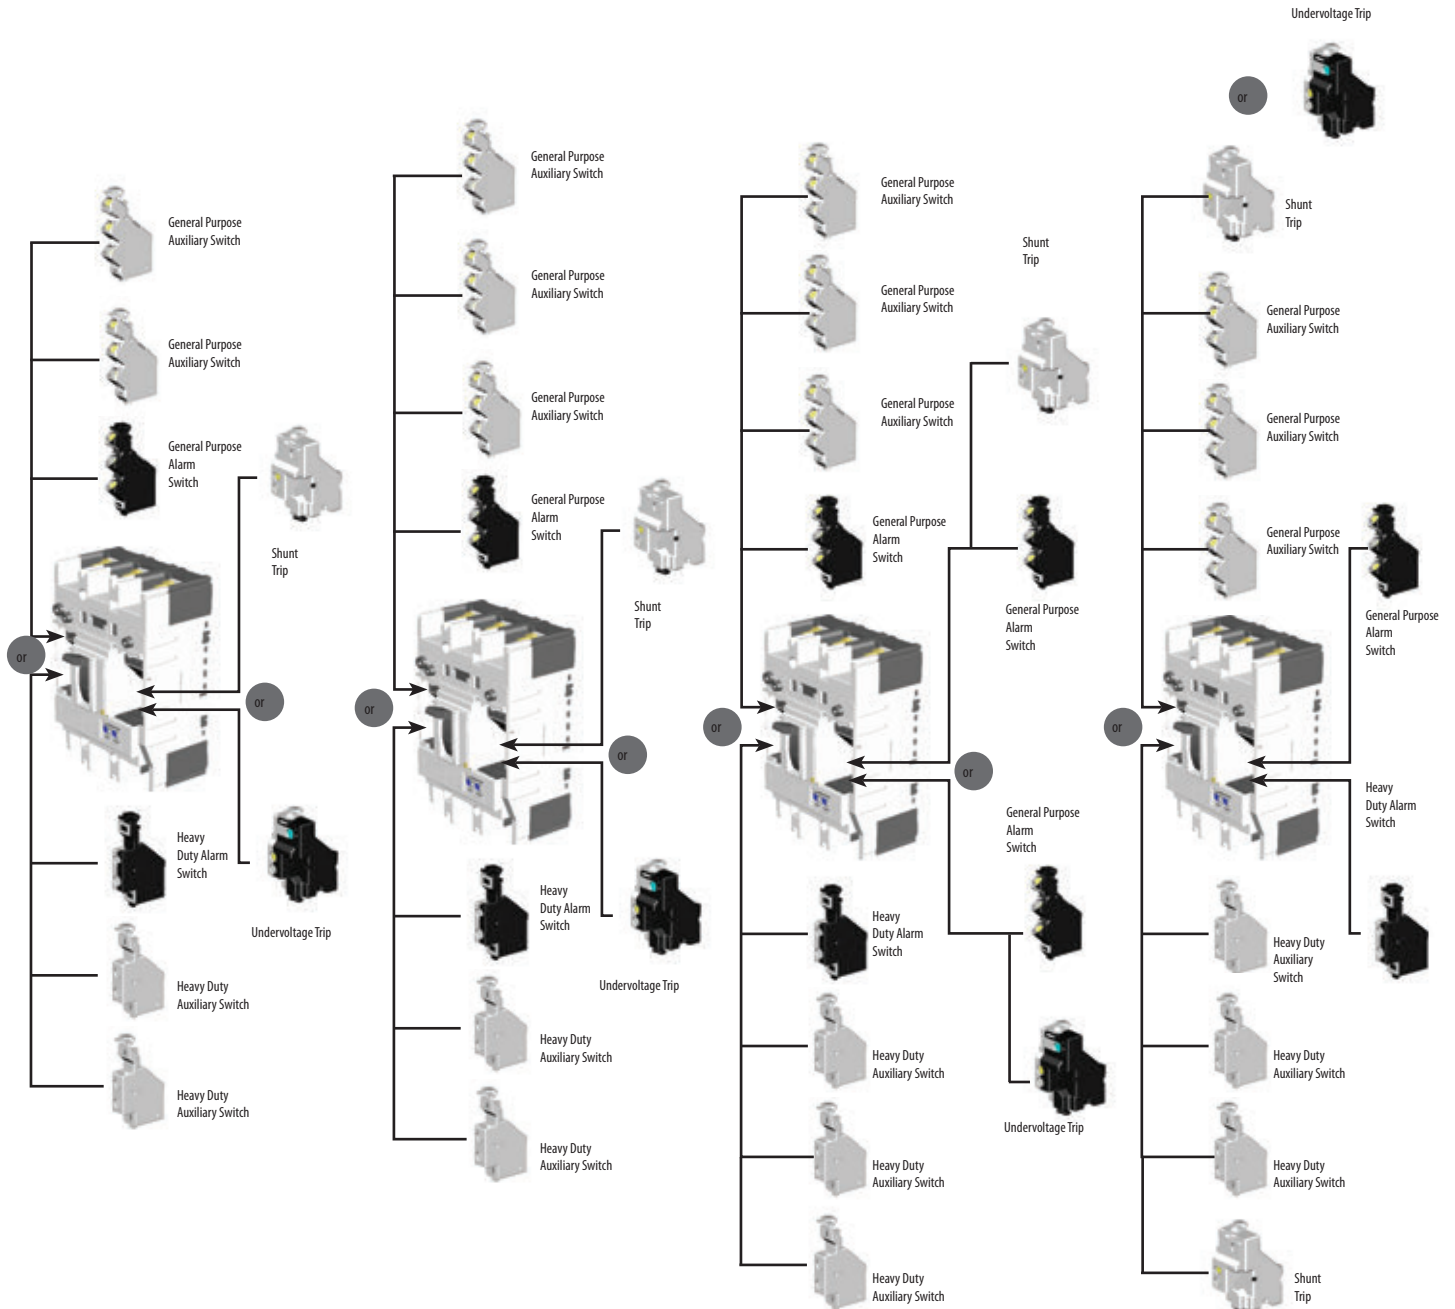 General Purpose
Auxiliary Switch
General Purpose
Auxiliary Switch
General Purpose
Alarm
Switch
Shunt
Trip
or
or
Heavy
Duty Alarm
Switch
Undervoltage Trip
Heavy Duty
Auxiliary Switch
Heavy Duty
Auxiliary Switch
General Purpose
Auxiliary Switch
General Purpose
Auxiliary Switch
General Purpose
Auxiliary Switch
General Purpose
Alarm
Switch
Shunt
Trip
or
or
Heavy
Duty Alarm
Switch
Undervoltage Trip
Heavy Duty
Auxiliary Switch
Heavy Duty
Auxiliary Switch
General Purpose
Auxiliary Switch
General Purpose
Auxiliary Switch
General Purpose
Auxiliary Switch
General Purpose
Alarm
Switch
Shunt
Trip
General Purpose
Alarm
Switch
or
or
General Purpose
Alarm
Switch
Heavy
Duty Alarm
Switch
Heavy Duty
Auxiliary Switch
Undervoltage Trip
Heavy Duty
Auxiliary Switch
Heavy Duty
Auxiliary Switch
Undervoltage Trip
or
Shunt
Trip
General Purpose
Auxiliary Switch
General Purpose
Auxiliary Switch
General Purpose
Auxiliary Switch
General Purpose
Alarm
Switch
or
Heavy
Duty Alarm
Switch
Heavy Duty
Auxiliary
Switch
Heavy Duty
Auxiliary Switch
Heavy Duty
Auxiliary Switch
Shunt
Trip